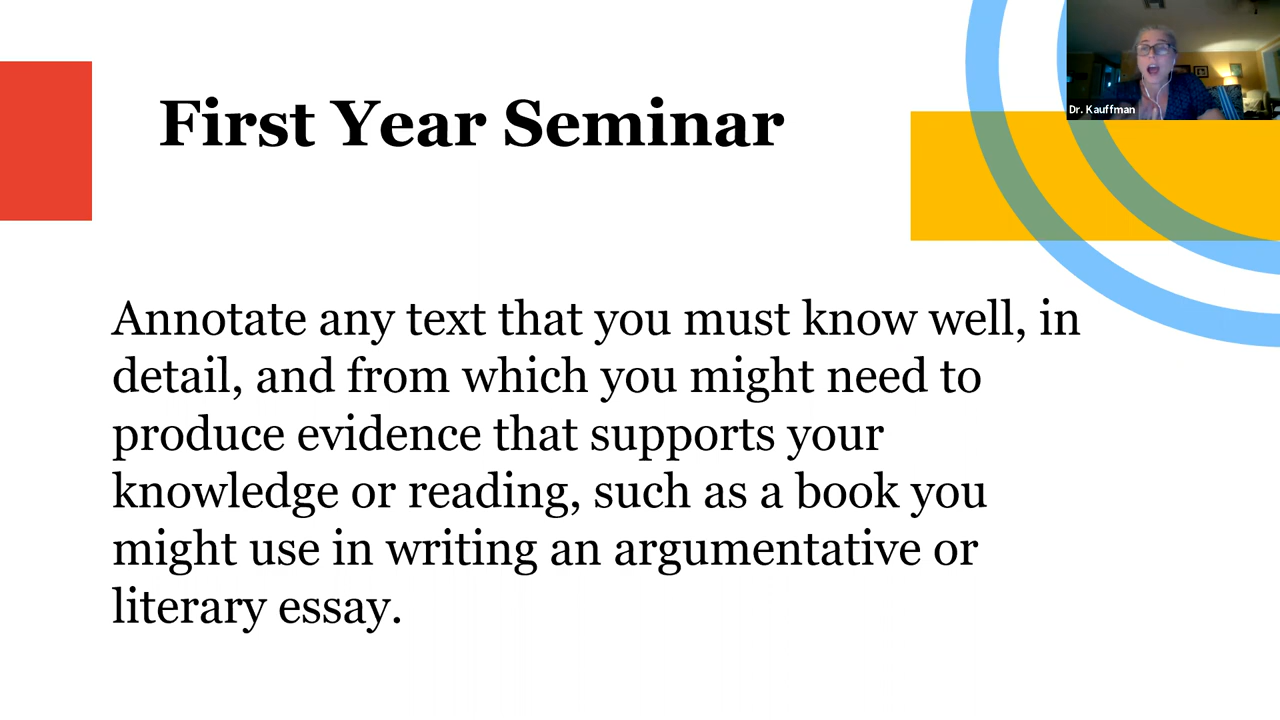 First Year Seminar
Dr. Kauffman
Annotate any text that you must know well, in
detail, and from which you might need to
produce evidence that supports your
knowledge or reading, such as a book you
might use in writing an argumentative or
literary essay.